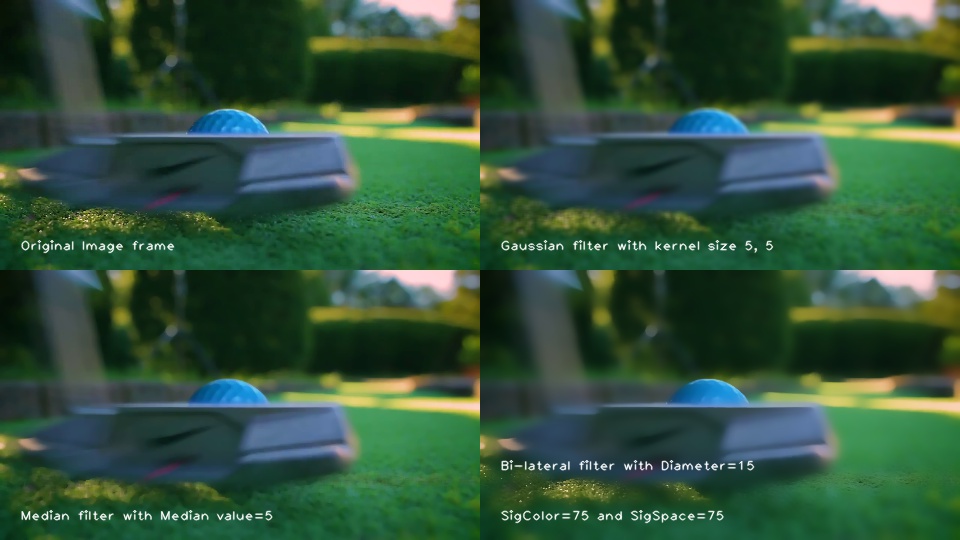 Original Image frame
Gaussian filter with kernel size 5, 5
Median filter with Median value=5
Bi-lateral filter with Diameter=15
SigColor=75 and SigSpace=75